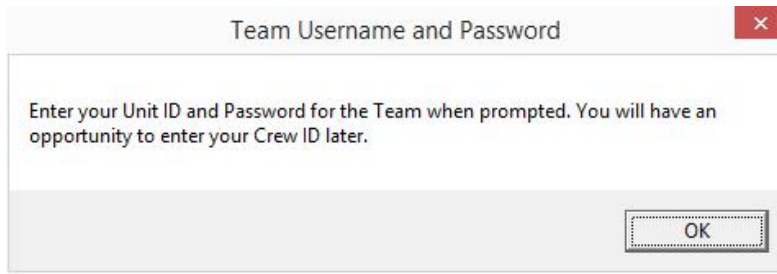 Team Username and Password
Enter your Unit ID and Password for the Team when prompted. You will have an
opportunity to enter your Crew ID later.
OK